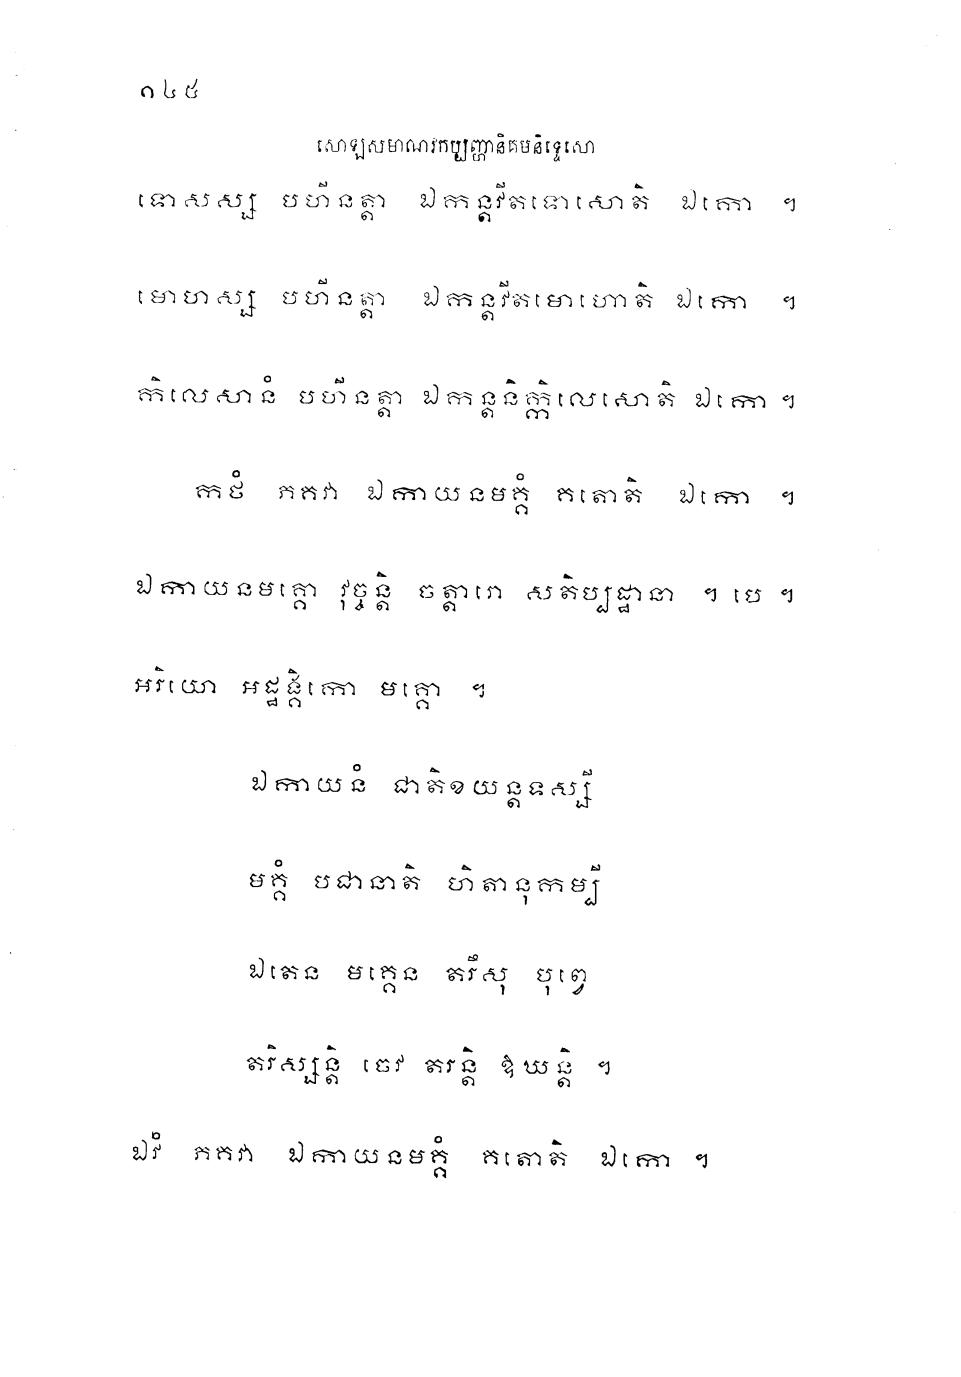 ១៤៥
សោឡសមាណវកប្បញ្ហានិគមនិទ្ទេសោ
ទោសស្ស បហីនត្តា ឯកន្តវីតទោសោតិ ឯកោ ។
មោហស្ស បហីនត្តា ឯកន្តវីតមោហោតិ ឯកោ ។
កិលេសានំ បហីនត្តា ឯកន្តនិក្កិលេសោតិ ឯកោ ។
កថំ ភគវា ឯកាយនមគ្គំ គតោតិ ឯកោ ។
ឯកាយនមគ្គោ វុច្ចន្តិ ចត្តារោ សតិប្បដ្ឋានា ។ បេ ។
អរិយោ អដ្ឋង្គិកោ មគ្គោ ។
ឯកាយនំ ជាតិខយន្តទស្សី
មគ្គំ បជានាតិ ហិតានុកម្បី
ឯតេន មគ្គេន តរឹសុ បុព្វេ
តរិស្សន្តិ ចេវ តរន្តិ ឱឃន្តិ ។
ឯវំ ភគវា ឯកាយនមគ្គំ គតោតិ ឯកោ ។